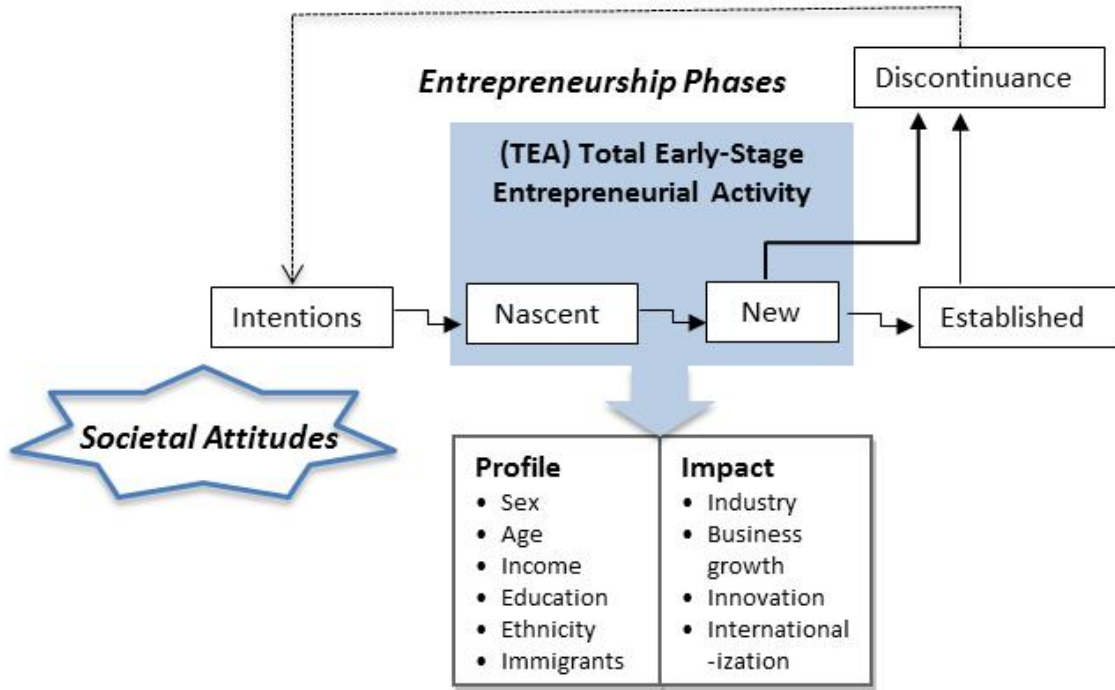 Entrepreneurship Phases
Discontinuance
(TEA) Total Early-Stage
Entrepreneurial Activity
Intentions
Nascent
New
Established
Societal Attitudes
Profile
• Sex
• Age
• Income
• Education
• Ethnicity
• Immigrants
Impact
• Industry
• Business
growth
• Innovation
• International
-ization